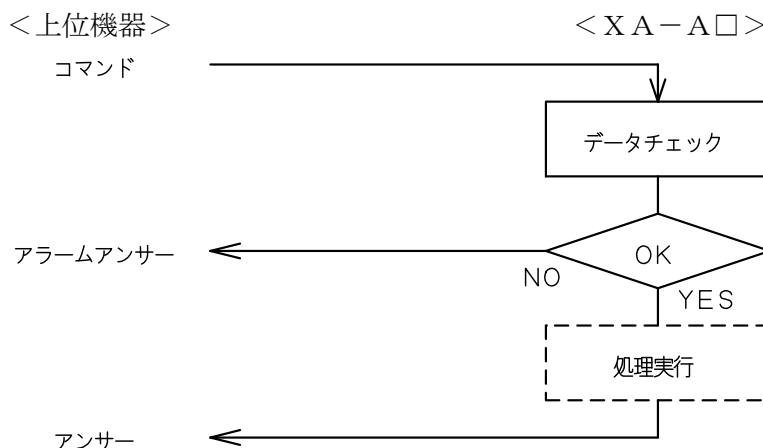 ＜上位機器＞ ＜ＸＡ－Ａ□＞
コマンド
データチェック
アラームアンサー
OK
NO
YES
処理実行
アンサー